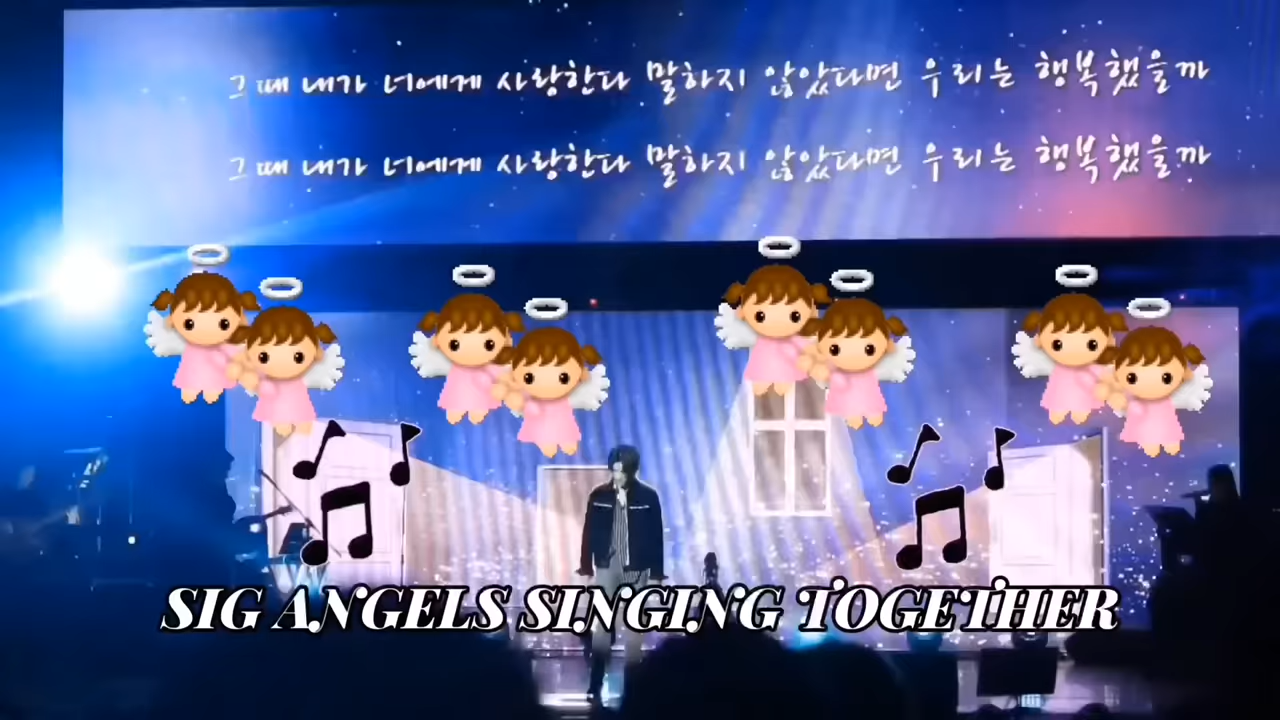 그때 내가 너에게 사랑한다 말하지 않았다면 우리는 행복했을까
그때 내가 너에게 사랑한다 말하지 않았다면 우리는 행복했을까
SIG ANGELS SINGING TOGETHER